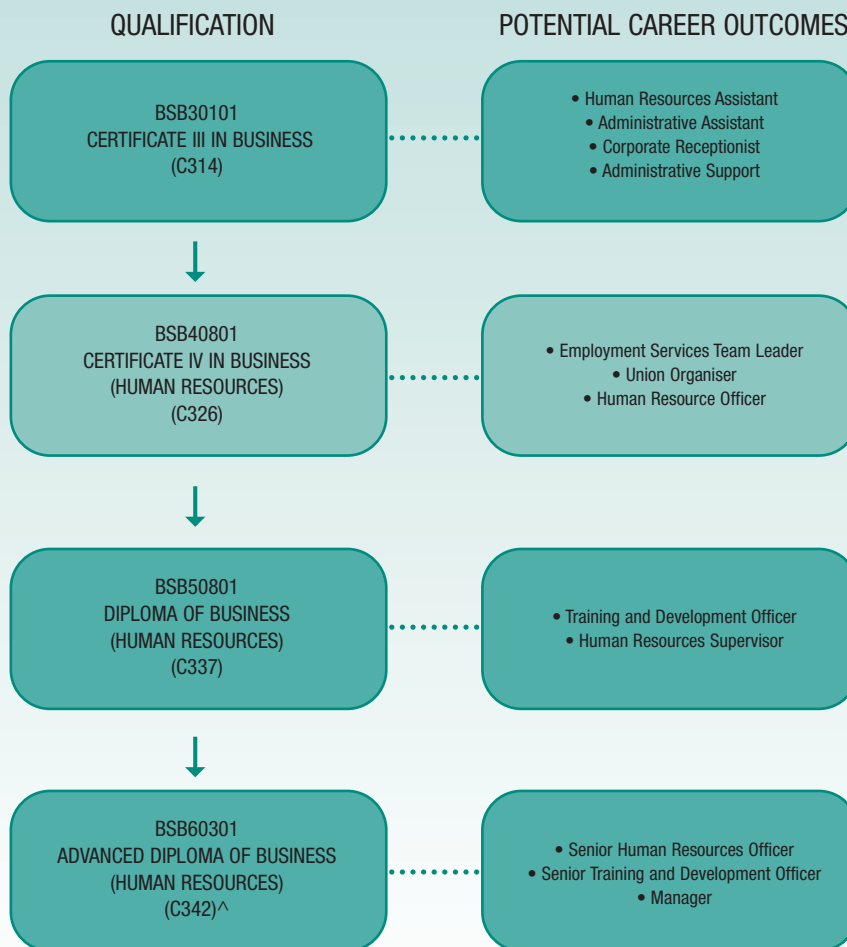 QUALIFICATION
POTENTIAL CAREER OUTCOMES
BSB30101
CERTIFICATE III IN BUSINESS
(C314)
• Human Resources Assistant
• Administrative Assistant
• Corporate Receptionist
• Administrative Support
BSB40801
CERTIFICATE IV IN BUSINESS
(HUMAN RESOURCES)
(C326)
• Employment Services Team Leader
• Union Organiser
• Human Resource Officer
BSB50801
DIPLOMA OF BUSINESS
(HUMAN RESOURCES)
(C337)
• Training and Development Officer
• Human Resources Supervisor
BSB60301
ADVANCED DIPLOMA OF BUSINESS
(HUMAN RESOURCES)
(C342)^
• Senior Human Resources Officer
• Senior Training and Development Officer
• Manager